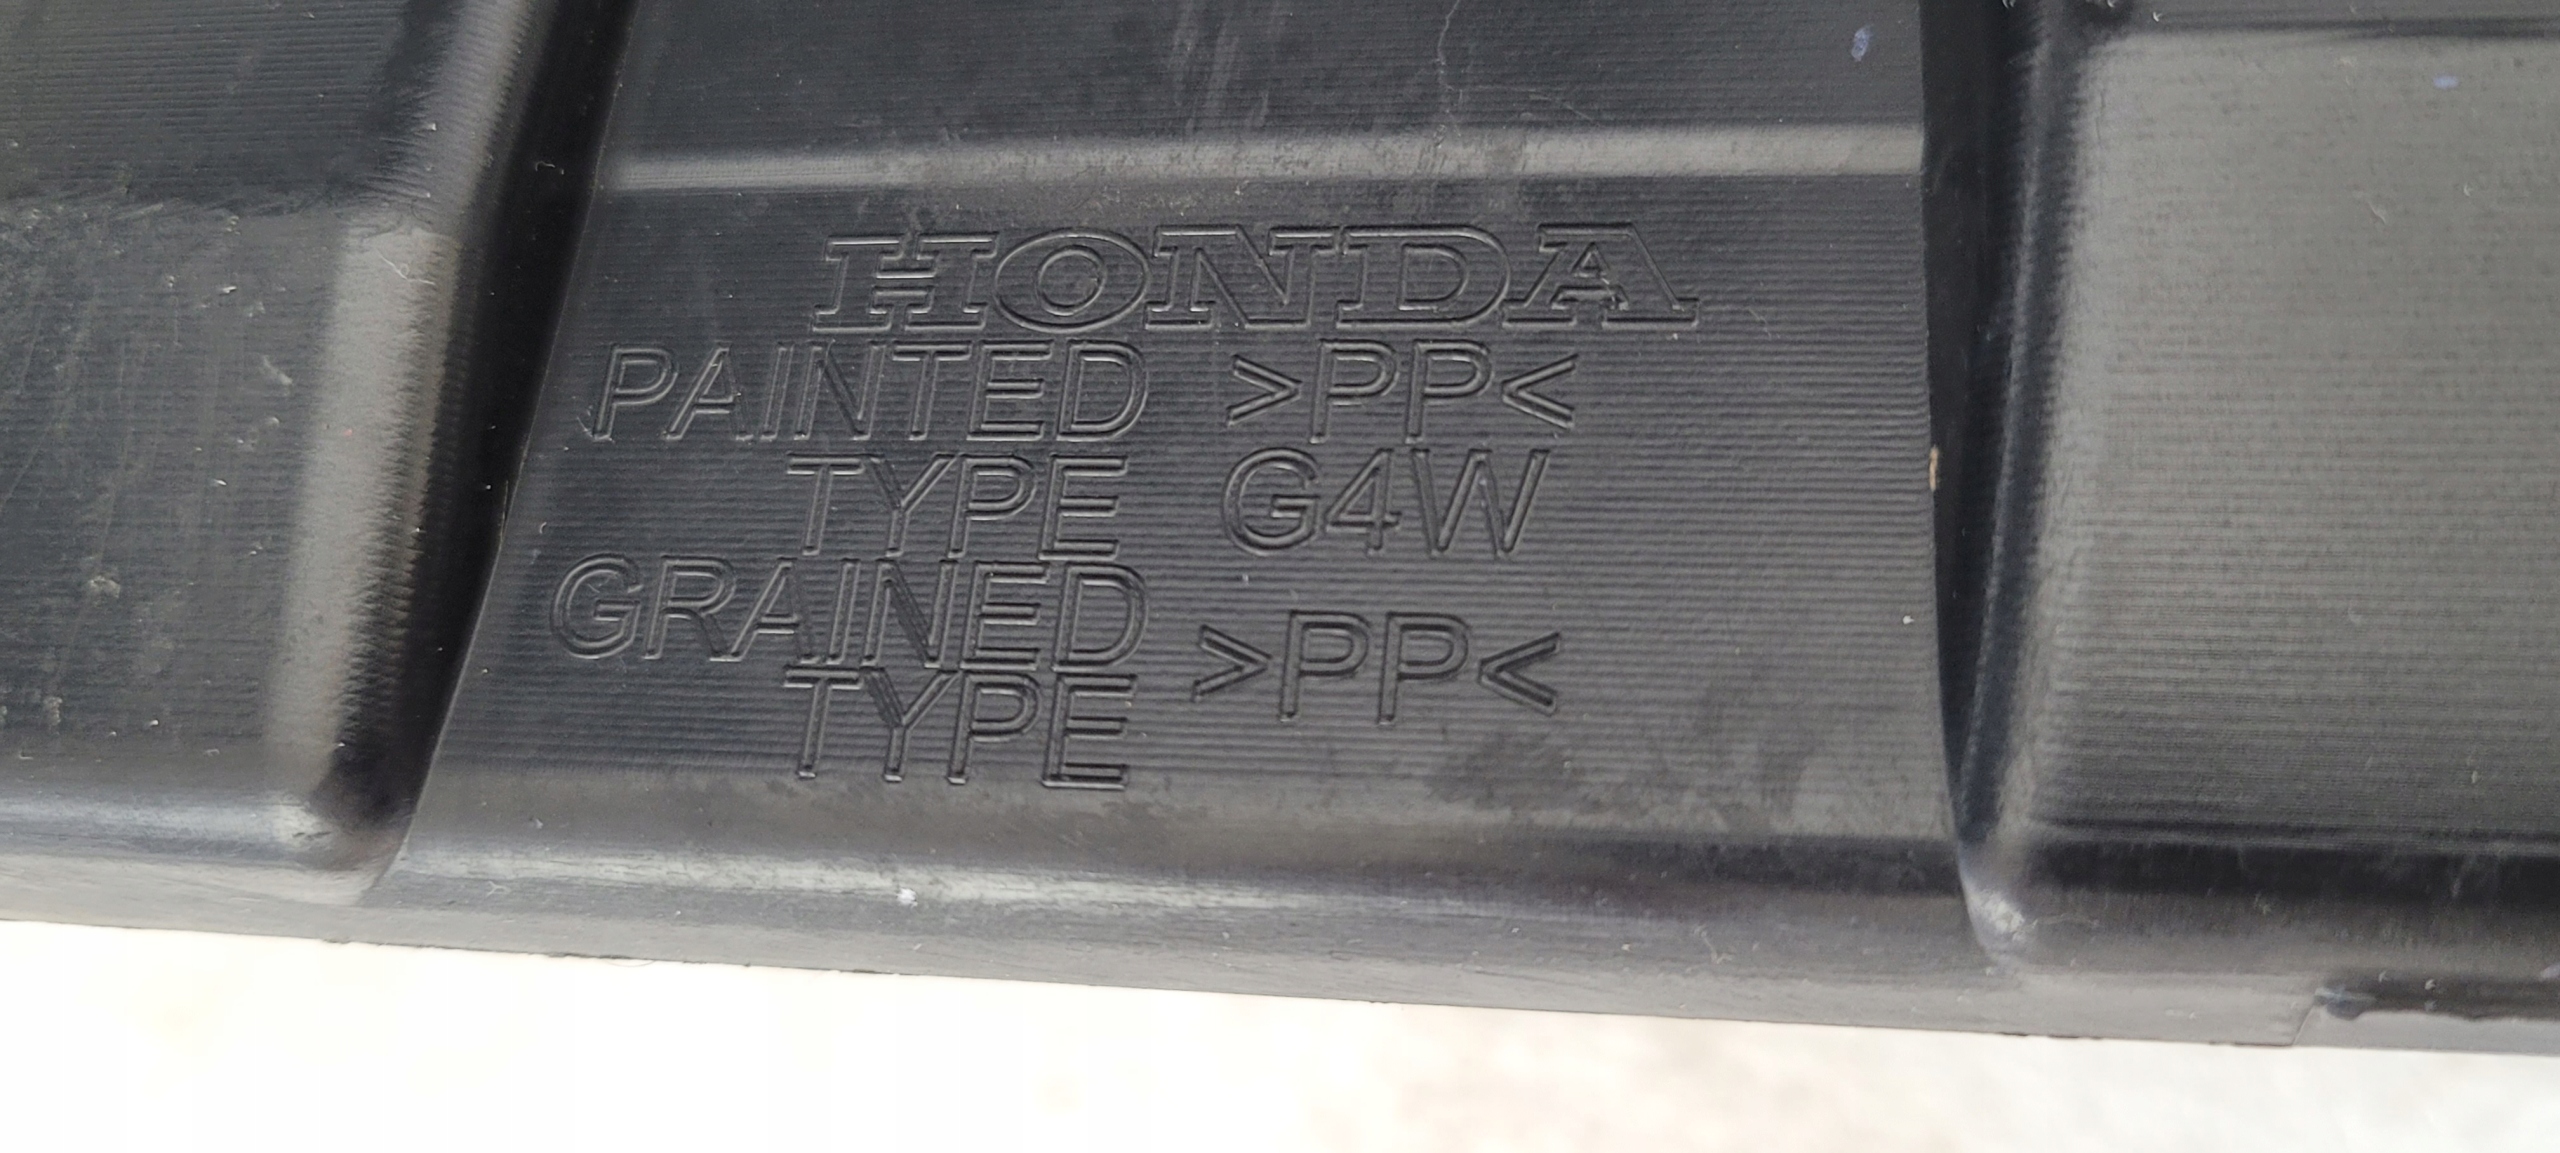 HONDA
PAINTED >PP<
TYPE G4W
GRAINED
TYPE >PP<